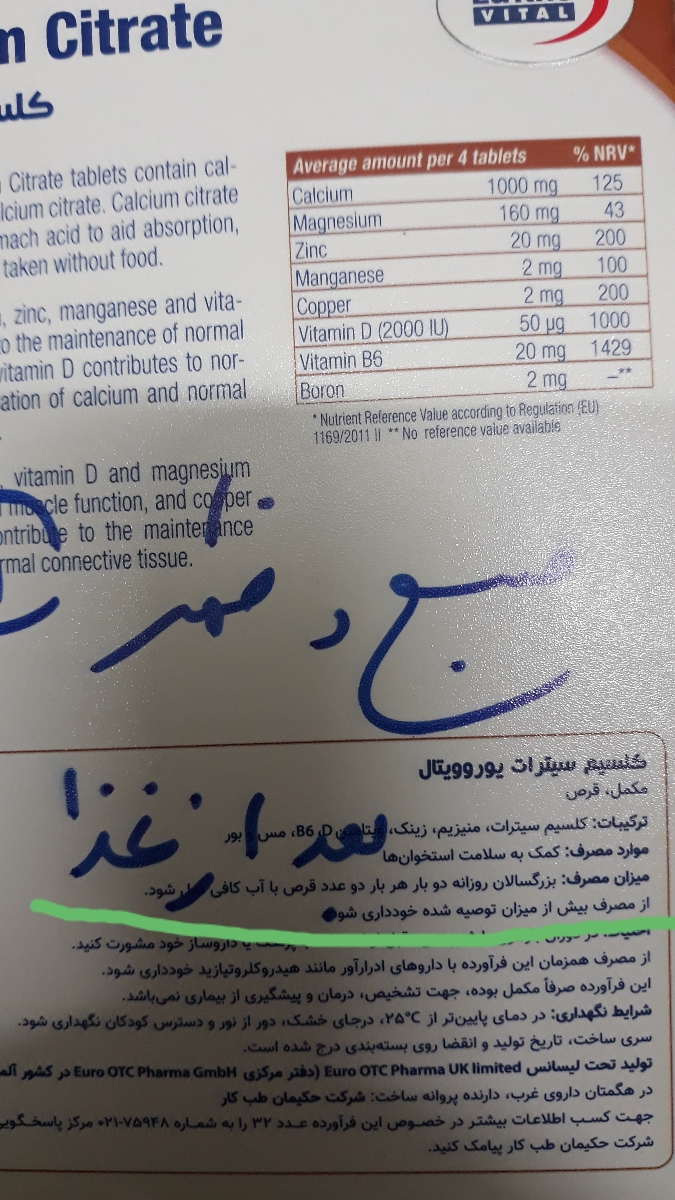 m Citrate
VITAL
Citrate tablets contain cal-
lcium citrate. Calcium citrate
mach acid to aid absorption,
taken without food.
, zinc, manganese and vita-
to the maintenance of normal
vitamin D contributes to nor-
ation of calcium and normal
, vitamin D and magnesium
muscle function, and copper
ontribute to the maintenance
rmal connective tissue.
Average amount per 4 tablets % NRV*
Calcium 1000 mg 125
Magnesium 160 mg 43
Zinc 20 mg 200
Manganese 2 mg 100
Copper 2 mg 200
Vitamin D (2000 IU) 50 µg 1000
Vitamin B6 20 mg 1429
Boron 2 mg –**
* Nutrient Reference Value according to Regulation (EU)
1169/2011 II ** No reference value available
صبح و ظهر
بعد از غذا
کلسیم سیترات یوروویتال
مکمل، قرص
ترکیبات: کلسیم سیترات، منیزیم، زینک، ویتامین D، B6، مس بور
موارد مصرف: کمک به سلامت استخوان‌ها
میزان مصرف: بزرگسالان روزانه دو بار هر بار دو عدد قرص با آب کافی شود.
از مصرف بیش از میزان توصیه شده خودداری شود
احتیاط: در دوران یا داروساز خود مشورت کنید.
از مصرف همزمان این فرآورده با داروهای ادرارآور مانند هیدروکلروتیازید خودداری شود.
این فرآورده صرفاً مکمل بوده، جهت تشخیص، درمان و پیشگیری از بیماری نمی‌باشد.
شرایط نگهداری: در دمای پایین‌تر از ۲۵°C، درجای خشک، دور از نور و دسترس کودکان نگهداری شود.
سری ساخت، تاریخ تولید و انقضا روی بسته‌بندی درج شده است.
تولید تحت لیسانس Euro OTC Pharma UK limited (دفتر مرکزی Euro OTC Pharma GmbH در کشور آلم
در هگمتان داروی غرب، دارنده پروانه ساخت: شرکت حکیمان طب کار
جهت کسب اطلاعات بیشتر در خصوص این فرآورده عدد ۳۲ را به شماره ۷۵۹۴۸-۰۲۱ مرکز پاسخگویی
شرکت حکیمان طب کار پیامک کنید.